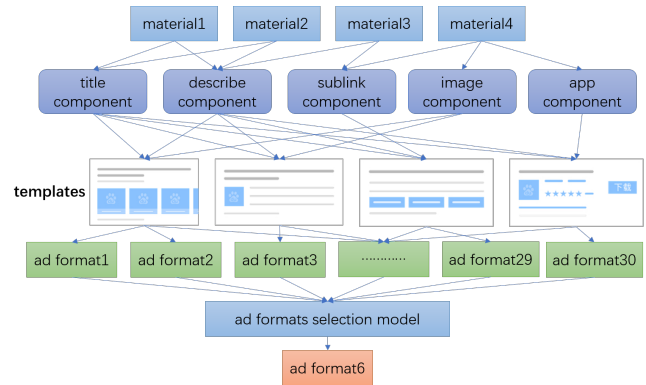 material1 material2 material3 material4
title component describe component sublink component image component app component
templates
下载
ad format1 ad format2 ad format3 ………… ad format29 ad format30
ad formats selection model
ad format6